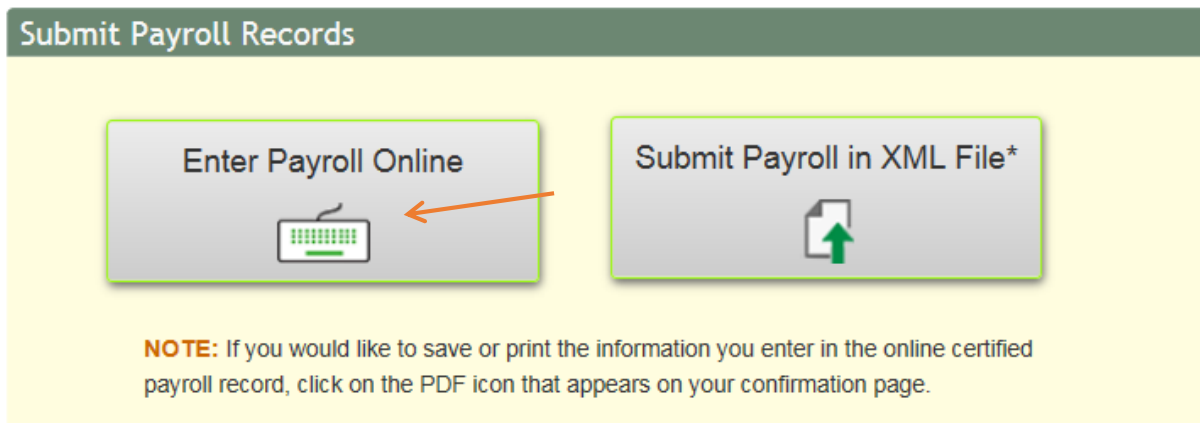 Submit Payroll Records
Enter Payroll Online
Submit Payroll in XML File*
NOTE: If you would like to save or print the information you enter in the online certified
payroll record, click on the PDF icon that appears on your confirmation page.